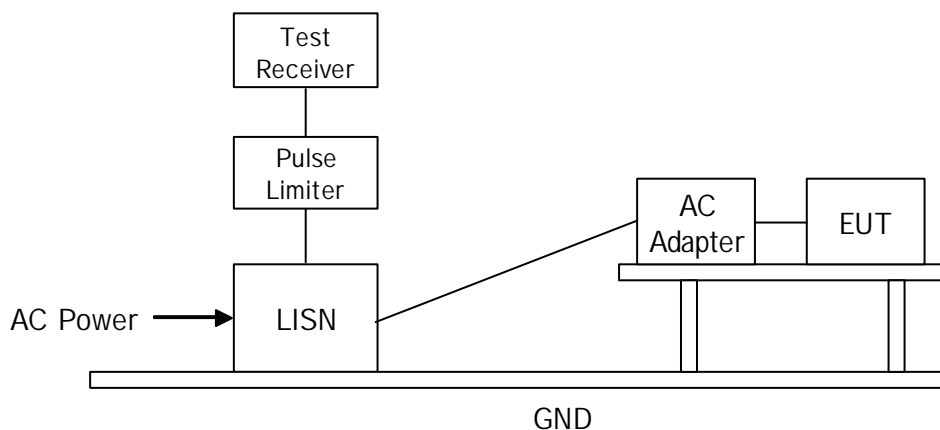 Test
Receiver
Pulse
Limiter
AC
Adapter
EUT
AC Power
LISN
GND